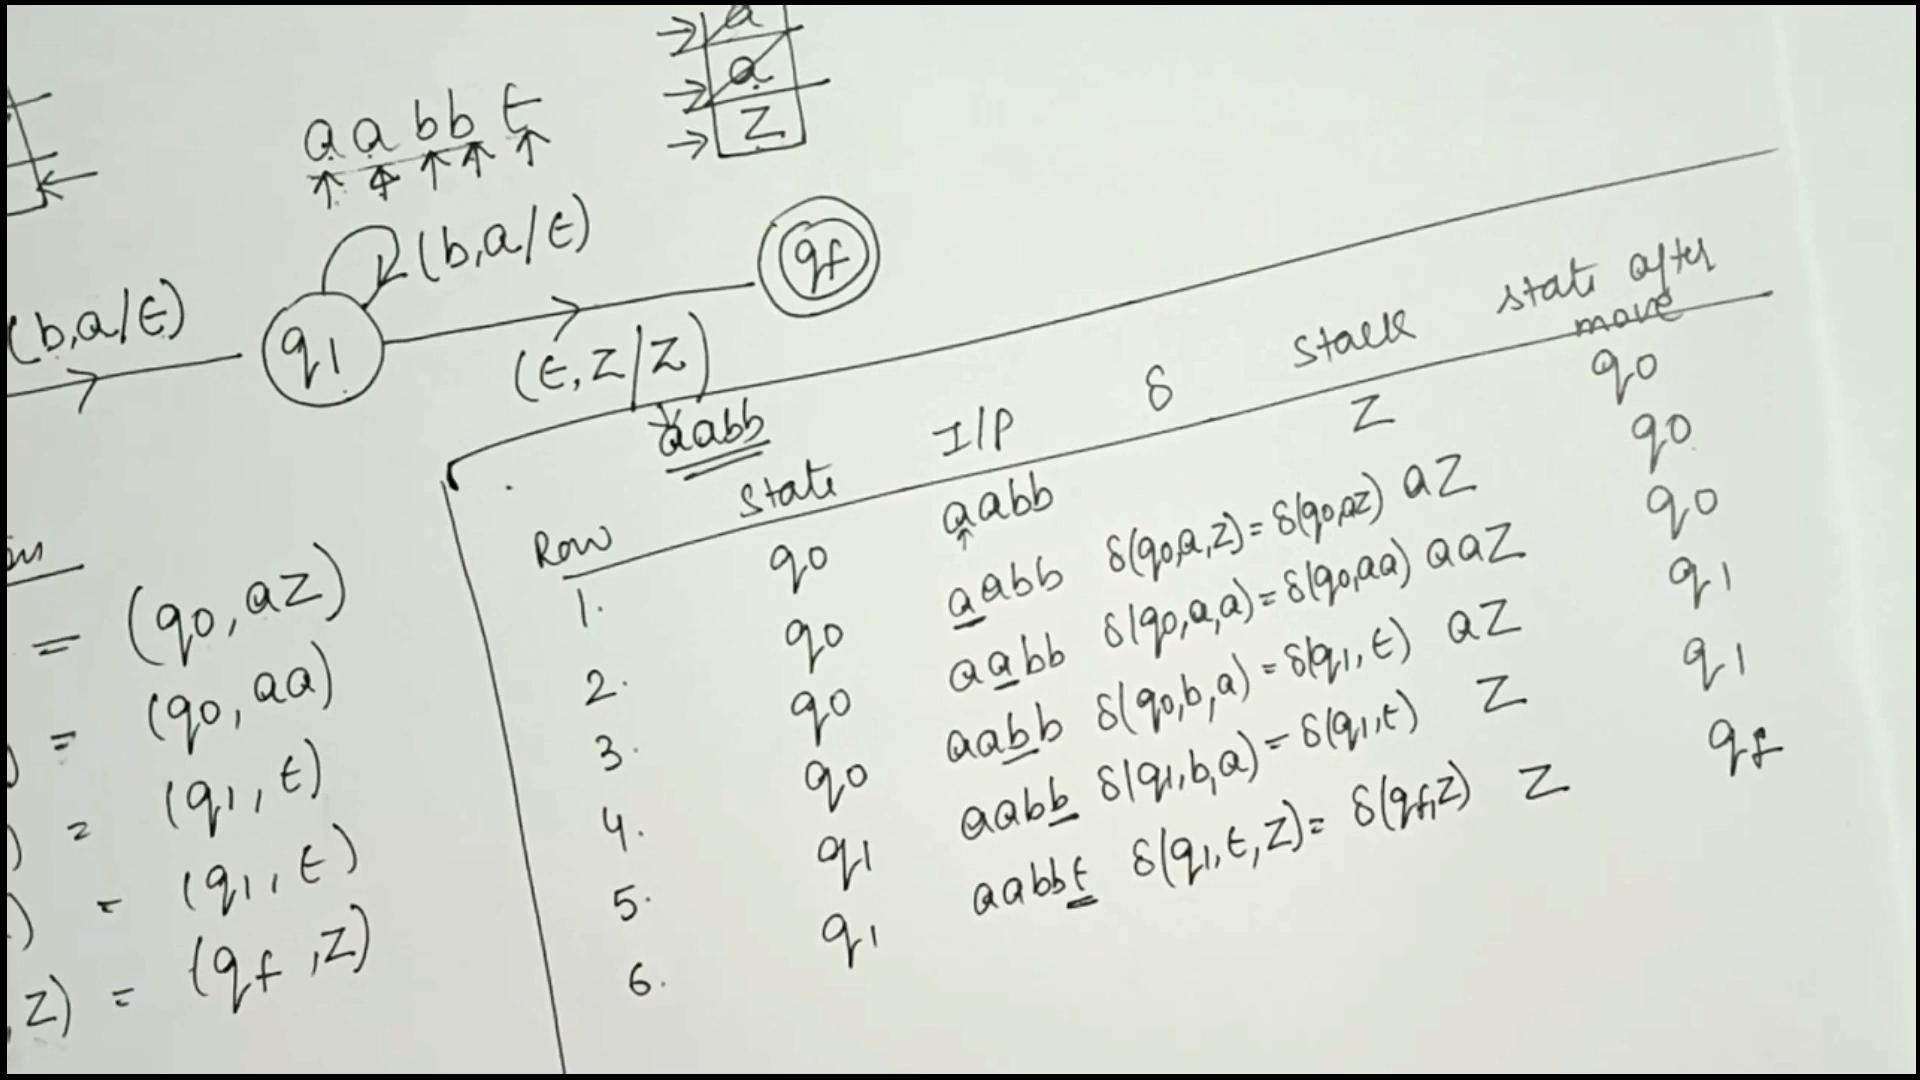 a
a a b b ϵ
a
Z
(b,a/ϵ)
(b,a/ϵ)
q1
qf
(ϵ,Z/Z)
aabb
Row State I/P δ Stack state after move
1. q0 aabb Z q0
2. q0 aabb δ(q0,a,Z)=δ(q0,aZ) aZ q0
3. q0 aabb δ(q0,a,a)=δ(q0,aa) aaZ q0
4. q0 aabb δ(q0,b,a)=δ(q1,ϵ) aZ q1
5. q1 aabb δ(q1,b,a)=δ(q1,ϵ) Z q1
6. q1 aabbϵ δ(q1,ϵ,Z)=δ(qf,Z) Z qf
= (q0,aZ)
) = (q0,aa)
) = (q1,ϵ)
) = (q1,ϵ)
,Z) = (qf,Z)